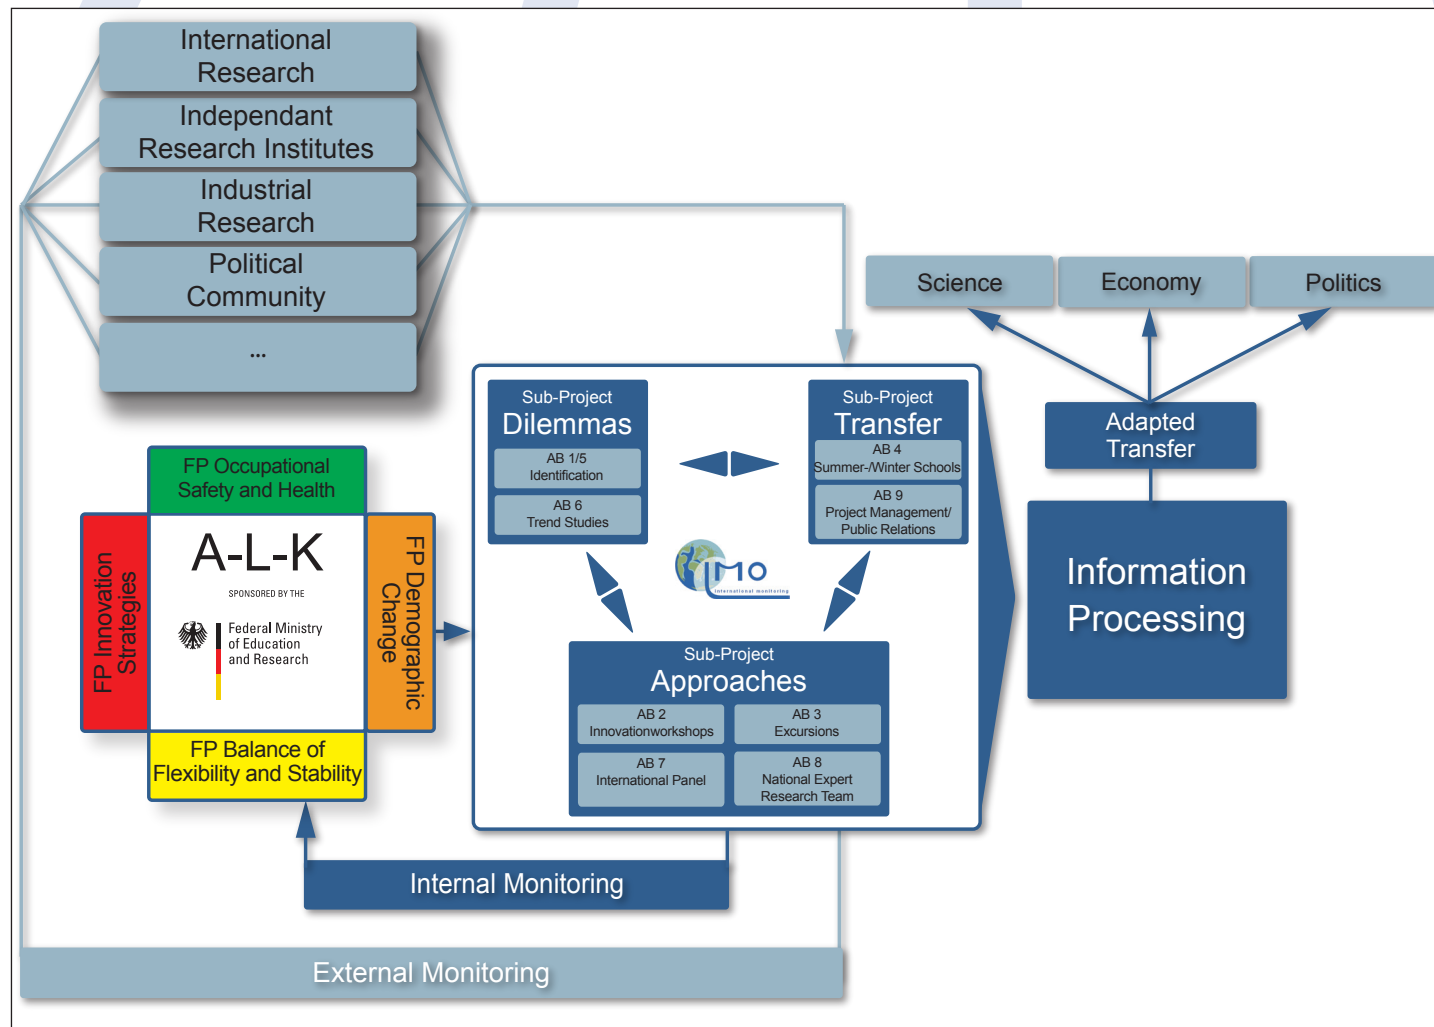 International
Research
Independant
Research Institutes
Industrial
Research
Political
Community
...
Science
Economy
Politics
Adapted
Transfer
Information
Processing
Sub-Project
Dilemmas
AB 1/5
Identification
AB 6
Trend Studies
Sub-Project
Transfer
AB 4
Summer-/Winter Schools
AB 9
Project Management/
Public Relations
IMO
international monitoring
Sub-Project
Approaches
AB 2
Innovationworkshops
AB 3
Excursions
AB 7
International Panel
AB 8
National Expert
Research Team
FP Occupational
Safety and Health
FP Innovation
Strategies
A-L-K
SPONSORED BY THE
Federal Ministry
of Education
and Research
FP Demographic
Change
FP Balance of
Flexibility and Stability
Internal Monitoring
External Monitoring